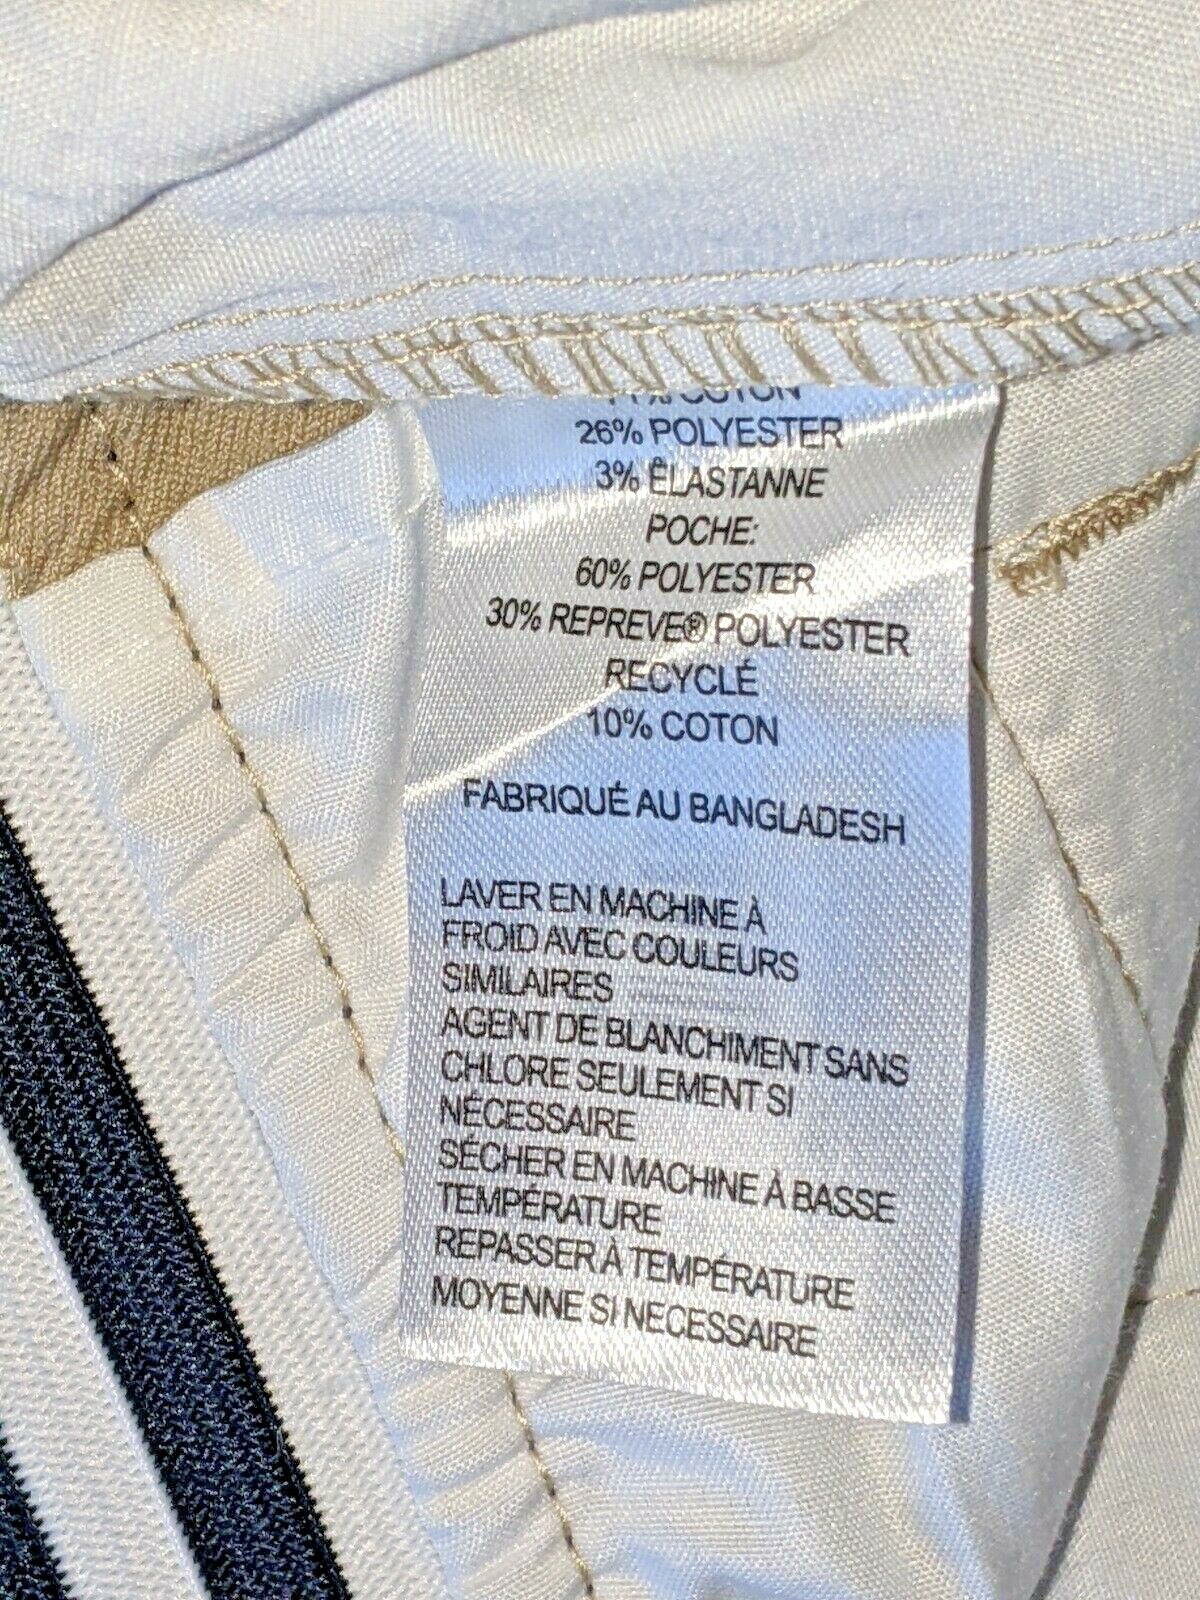 COTON
26% POLYESTER
3% ÉLASTANNE
POCHE:
60% POLYESTER
30% REPREVE® POLYESTER
RECYCLÉ
10% COTON
FABRIQUÉ AU BANGLADESH
LAVER EN MACHINE À
FROID AVEC COULEURS
SIMILAIRES
AGENT DE BLANCHIMENT SANS
CHLORE SEULEMENT SI
NÉCESSAIRE
SÉCHER EN MACHINE À BASSE
TEMPÉRATURE
REPASSER À TEMPÉRATURE
MOYENNE SI NECESSAIRE